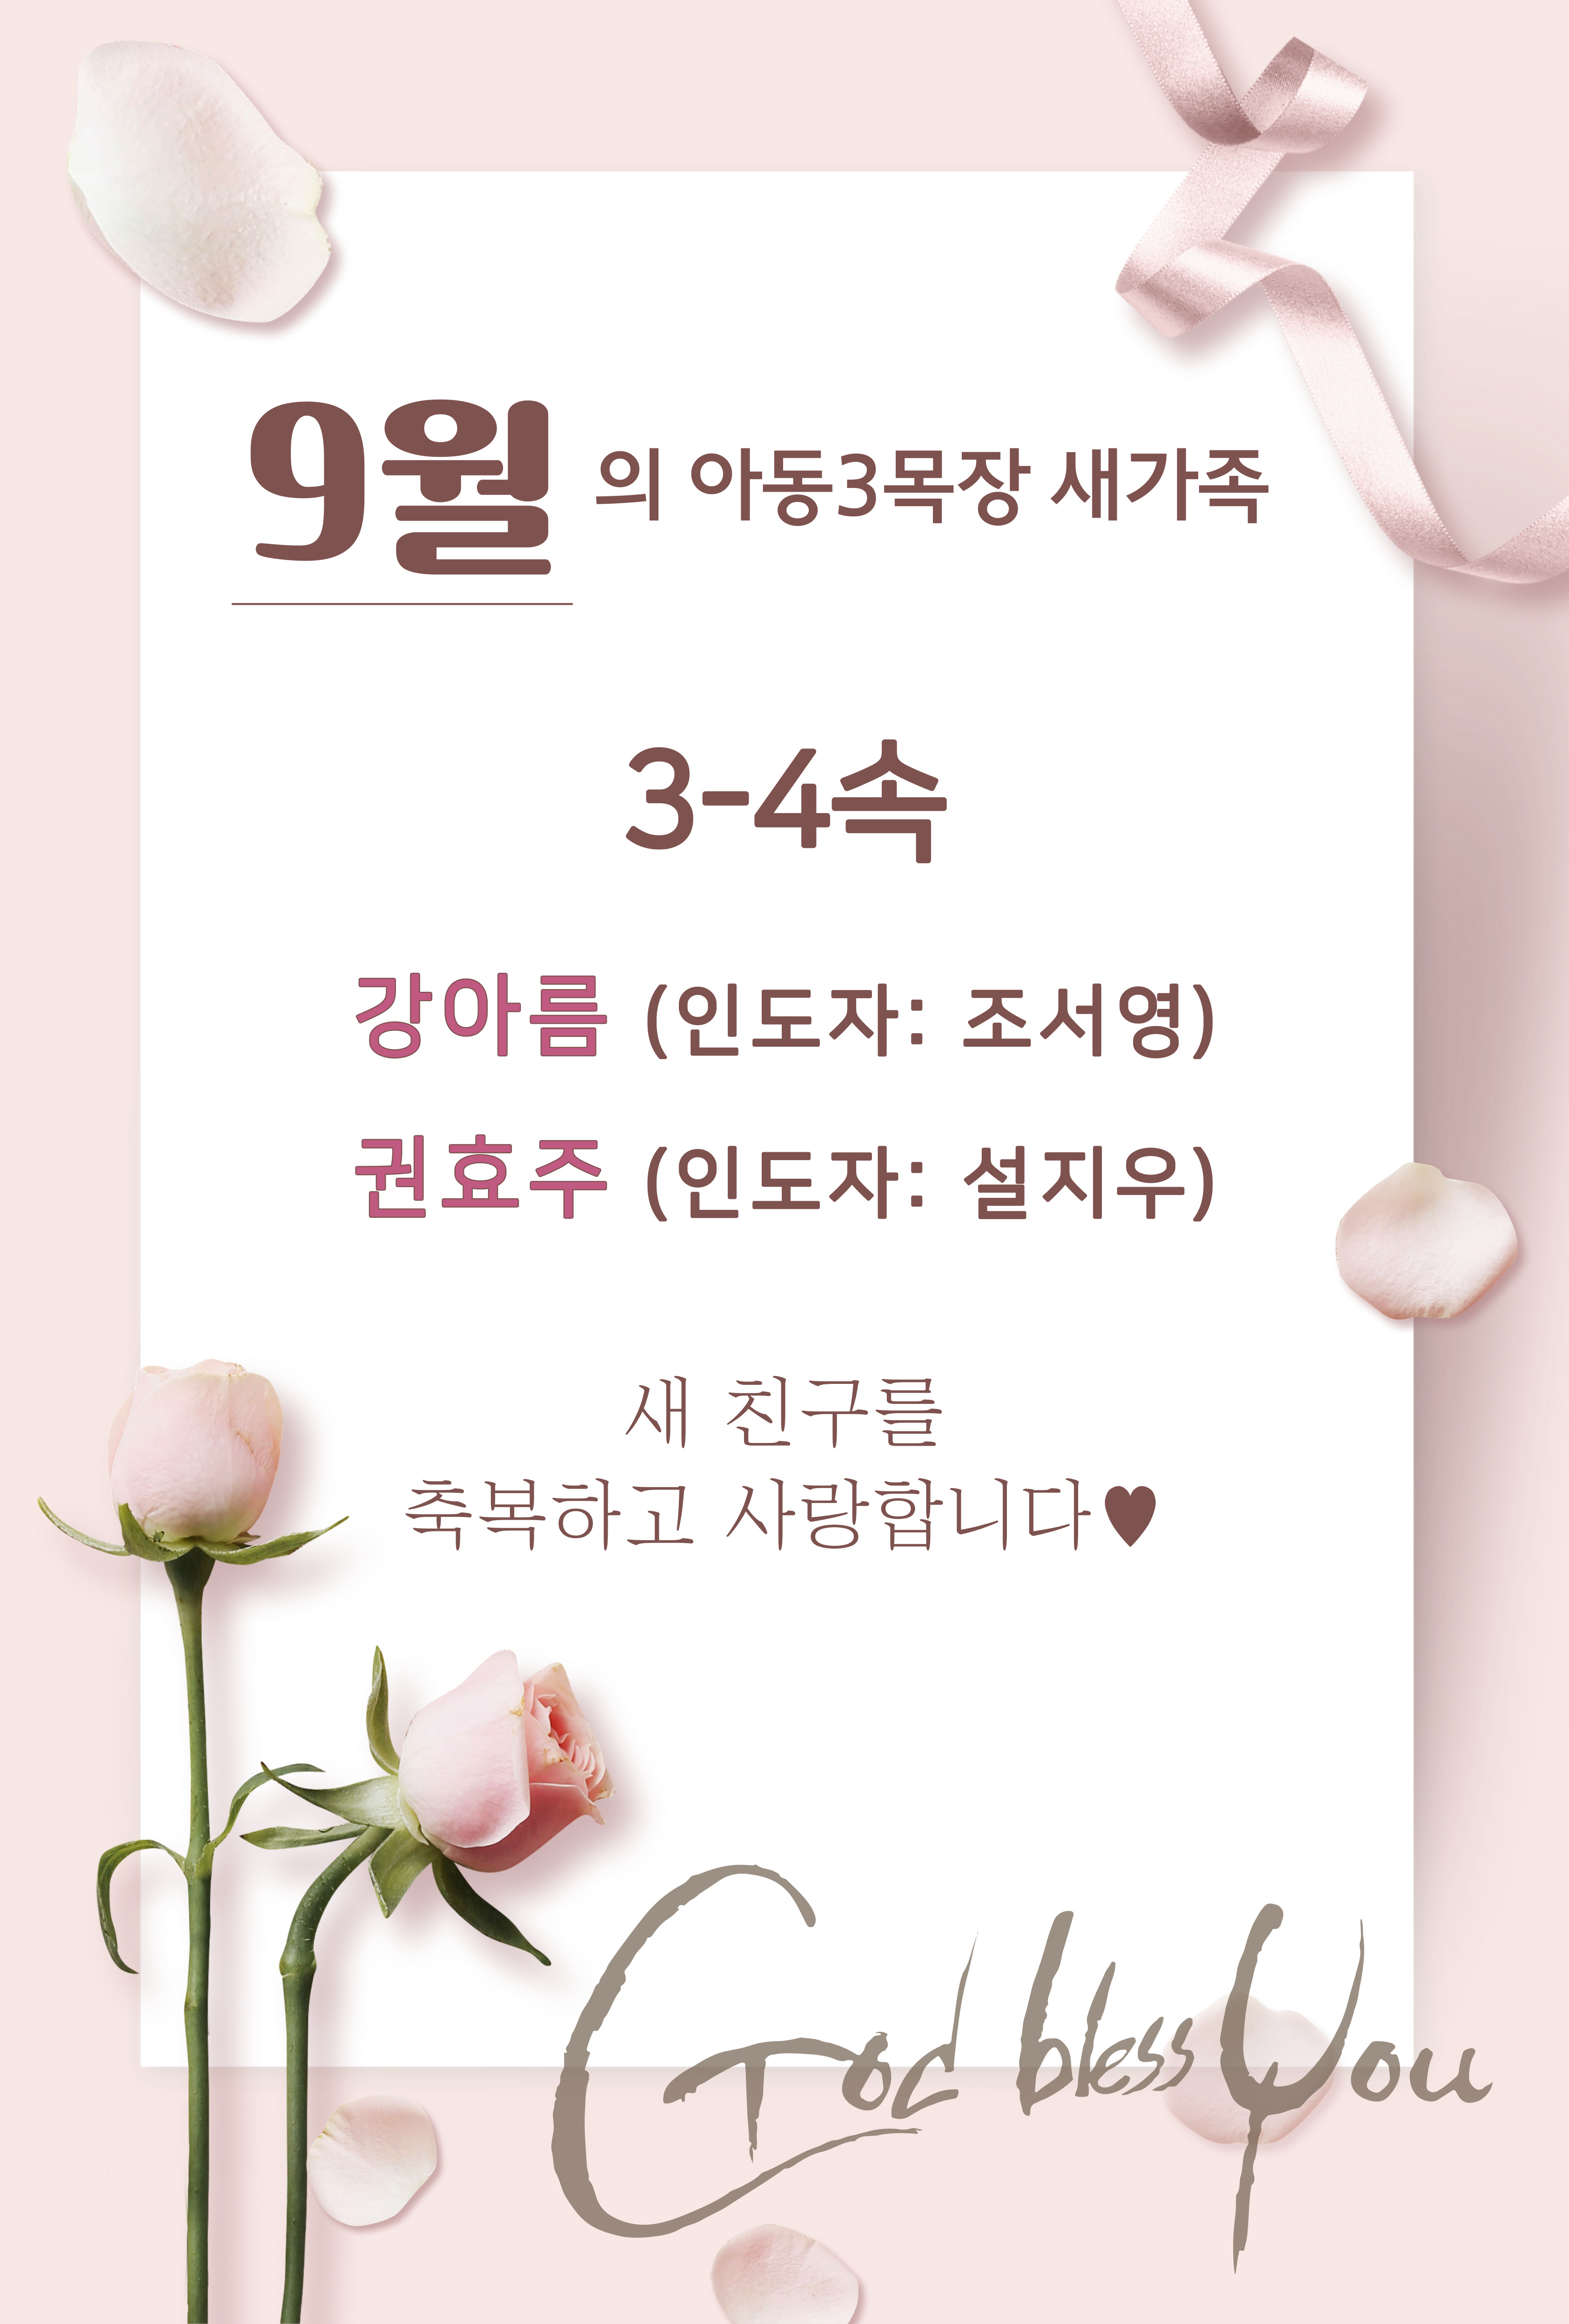 9월 의 아동3목장 새가족
3-4속
강아름 (인도자: 조서영)
권효주 (인도자: 설지우)
새 친구를
축복하고 사랑합니다♥
God bless You